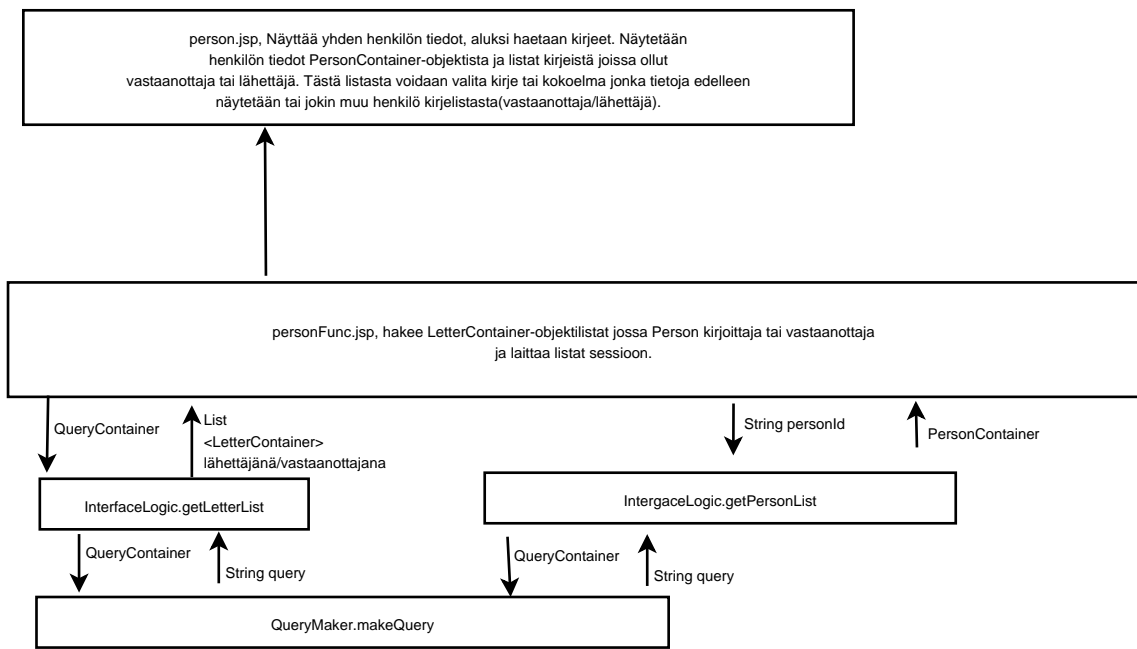 person.jsp, Näyttää yhden henkilön tiedot, aluksi haetaan kirjeet. Näytetään
henkilön tiedot PersonContainer-objektista ja listat kirjeistä joissa ollut
vastaanottaja tai lähettäjä. Tästä listasta voidaan valita kirje tai kokoelma jonka tietoja edelleen
näytetään tai jokin muu henkilö kirjelistasta(vastaanottaja/lähettäjä).
personFunc.jsp, hakee LetterContainer-objektilistat jossa Person kirjoittaja tai vastaanottaja
ja laittaa listat sessioon.
QueryContainer
List
<LetterContainer>
lähettäjänä/vastaanottajana
String personId
PersonContainer
InterfaceLogic.getLetterList
IntergaceLogic.getPersonList
QueryContainer
String query
QueryContainer
String query
QueryMaker.makeQuery